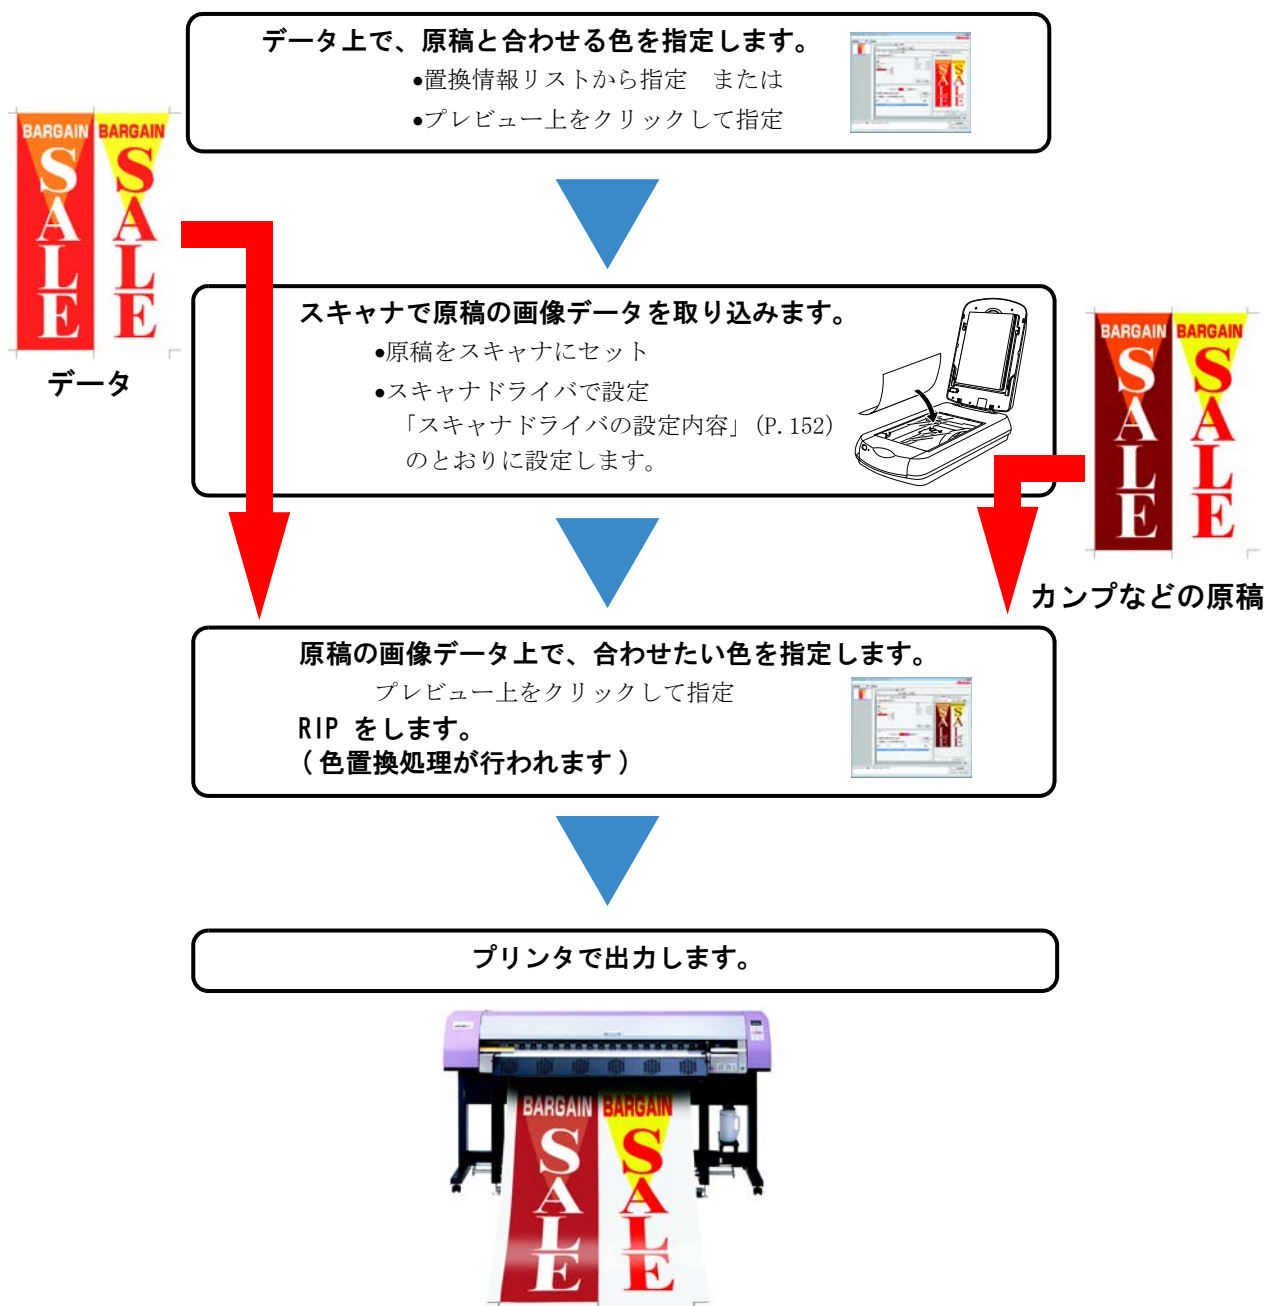 データ上で、原稿と合わせる色を指定します。
●置換情報リストから指定　または
●プレビュー上をクリックして指定
BARGAIN BARGAIN
SALE SALE
データ
スキャナで原稿の画像データを取り込みます。
●原稿をスキャナにセット
●スキャナドライバで設定
「スキャナドライバの設定内容」(P.152)
のとおりに設定します。
BARGAIN BARGAIN
SALE SALE
カンプなどの原稿
原稿の画像データ上で、合わせたい色を指定します。
プレビュー上をクリックして指定
RIP をします。
(色置換処理が行われます)
プリンタで出力します。
BARGAIN BARGAIN
SALE SALE